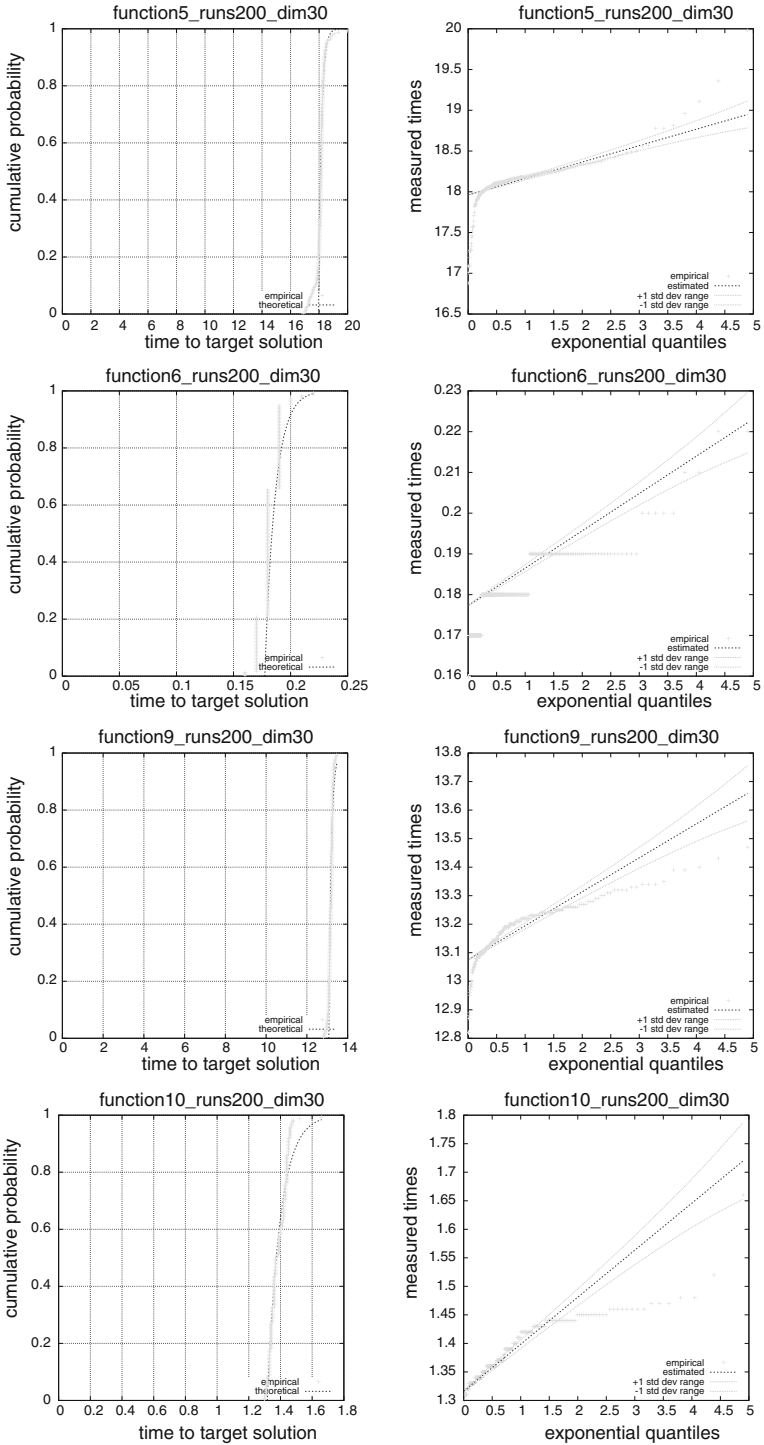 function5_runs200_dim30
cumulative probability
1
0.8
0.6
0.4
0.2
0
empirical
theoretical
0 2 4 6 8 10 12 14 16 18 20
time to target solution
function5_runs200_dim30
measured times
20
19.5
19
18.5
18
17.5
17
16.5
empirical
estimated
+1 std dev range
-1 std dev range
0 0.5 1 1.5 2 2.5 3 3.5 4 4.5 5
exponential quantiles
function6_runs200_dim30
cumulative probability
1
0.8
0.6
0.4
0.2
0
empirical
theoretical
0 0.05 0.1 0.15 0.2 0.25
time to target solution
function6_runs200_dim30
measured times
0.23
0.22
0.21
0.2
0.19
0.18
0.17
0.16
empirical
estimated
+1 std dev range
-1 std dev range
0 0.5 1 1.5 2 2.5 3 3.5 4 4.5 5
exponential quantiles
function9_runs200_dim30
cumulative probability
1
0.8
0.6
0.4
0.2
0
empirical
theoretical
0 2 4 6 8 10 12 14
time to target solution
function9_runs200_dim30
measured times
13.8
13.7
13.6
13.5
13.4
13.3
13.2
13.1
13
12.9
12.8
empirical
estimated
+1 std dev range
-1 std dev range
0 0.5 1 1.5 2 2.5 3 3.5 4 4.5 5
exponential quantiles
function10_runs200_dim30
cumulative probability
1
0.8
0.6
0.4
0.2
0
empirical
theoretical
0 0.2 0.4 0.6 0.8 1 1.2 1.4 1.6 1.8
time to target solution
function10_runs200_dim30
measured times
1.8
1.75
1.7
1.65
1.6
1.55
1.5
1.45
1.4
1.35
1.3
empirical
estimated
+1 std dev range
-1 std dev range
0 0.5 1 1.5 2 2.5 3 3.5 4 4.5 5
exponential quantiles